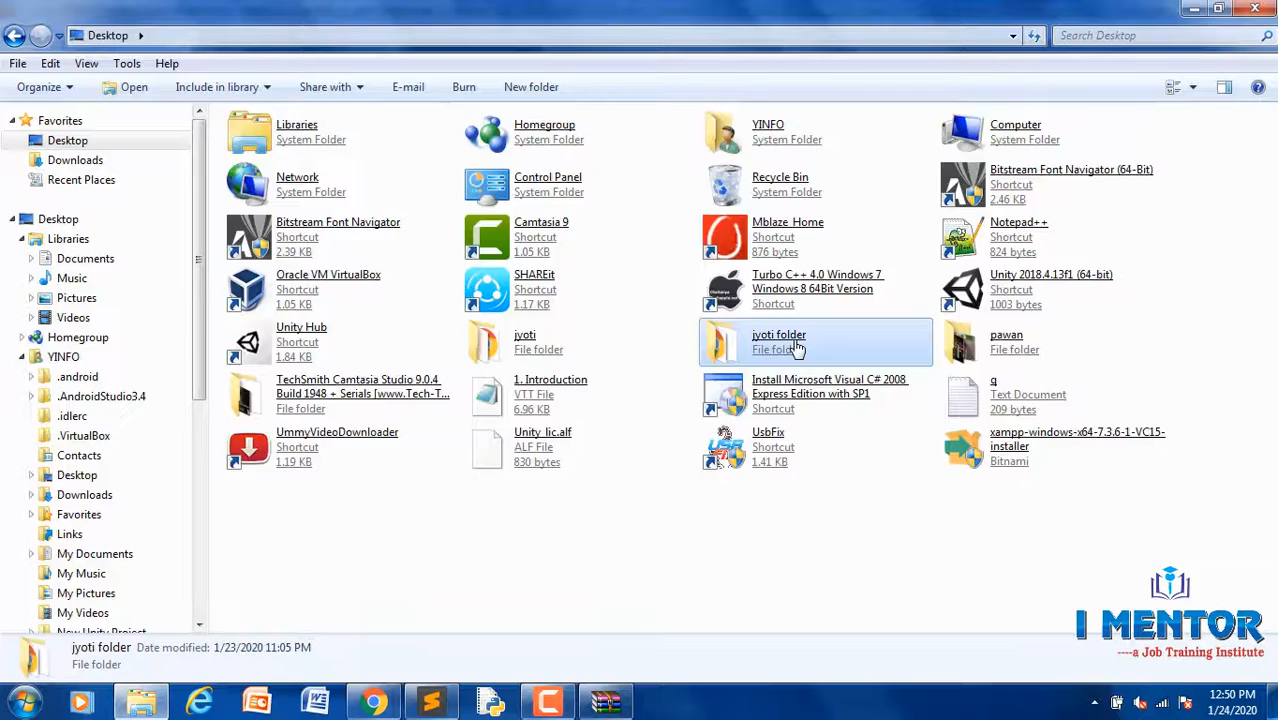 Desktop
Search Desktop
File Edit View Tools Help
Organize Open Include in library Share with E-mail Burn New folder
Favorites
Desktop
Downloads
Recent Places
Desktop
Libraries
Documents
Music
Pictures
Videos
Homegroup
YINFO
.android
.AndroidStudio3.4
.idlerc
.VirtualBox
Contacts
Desktop
Downloads
Favorites
Links
My Documents
My Music
My Pictures
My Videos
New Unity Project
Libraries
System Folder
Homegroup
System Folder
YINFO
System Folder
Computer
System Folder
Network
System Folder
Control Panel
System Folder
Recycle Bin
System Folder
Bitstream Font Navigator (64-Bit)
Shortcut
2.46 KB
Bitstream Font Navigator
Shortcut
2.39 KB
Camtasia 9
Shortcut
1.05 KB
Mblaze Home
Shortcut
876 bytes
Notepad++
Shortcut
824 bytes
Oracle VM VirtualBox
Shortcut
1.05 KB
SHAREit
Shortcut
1.17 KB
Turbo C++ 4.0 Windows 7
Windows 8 64Bit Version
Shortcut
Unity 2018.4.13f1 (64-bit)
Shortcut
1003 bytes
Unity Hub
Shortcut
1.84 KB
jyoti
File folder
jyoti folder
File
pawan
File folder
TechSmith Camtasia Studio 9.0.4
Build 1948 + Serials [www.Tech-T...
File folder
1. Introduction
VTT File
6.96 KB
Install Microsoft Visual C# 2008
Express Edition with SP1
Shortcut
q
Text Document
209 bytes
UmmyVideoDownloader
Shortcut
1.19 KB
Unity_lic.alf
ALF File
830 bytes
UsbFix
Shortcut
1.41 KB
xampp-windows-x64-7.3.6-1-VC15-
installer
Bitnami
I MENTOR
----a Job Training Institute
jyoti folder Date modified: 1/23/2020 11:05 PM
File folder
12:50 PM
1/24/2020